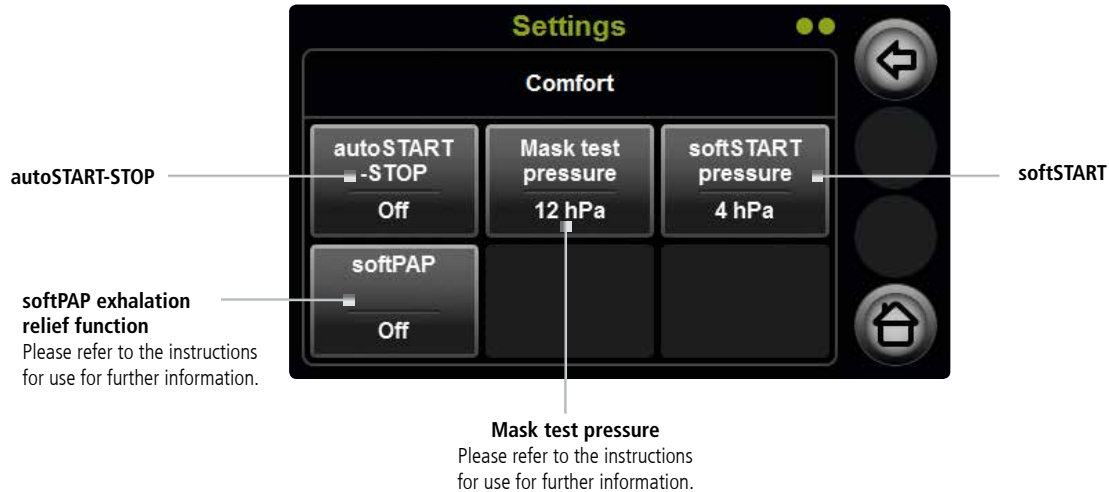 Settings
Comfort
autoSTART
-STOP
Off
Mask test
pressure
12 hPa
softSTART
pressure
4 hPa
softPAP
Off
autoSTART-STOP
softSTART
softPAP exhalation
relief function
Please refer to the instructions
for use for further information.
Mask test pressure
Please refer to the instructions
for use for further information.